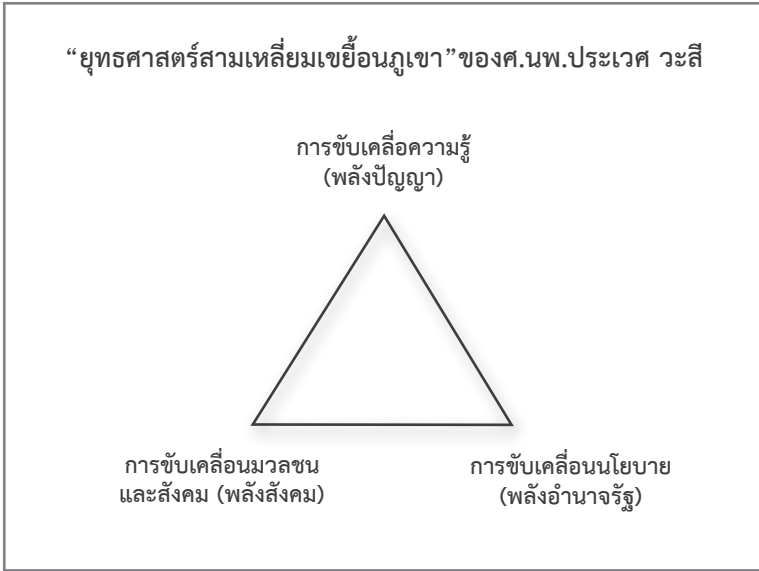 “ยุทธศาสตร์สามเหลี่ยมเขยื้อนภูเขา”ของศ.นพ.ประเวศ วะสี
การขับเคลื่อความรู้
(พลังปัญญา)
การขับเคลื่อนมวลชน
และสังคม (พลังสังคม)
การขับเคลื่อนนโยบาย
(พลังอำนาจรัฐ)